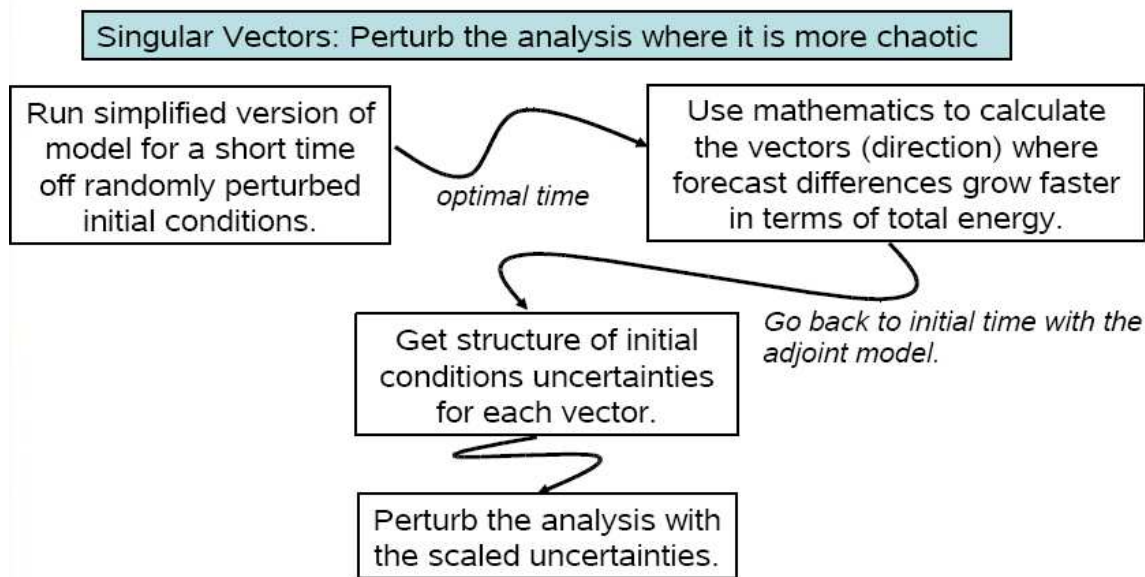 Singular Vectors: Perturb the analysis where it is more chaotic
Run simplified version of
model for a short time
off randomly perturbed
initial conditions.
optimal time
Use mathematics to calculate
the vectors (direction) where
forecast differences grow faster
in terms of total energy.
Go back to initial time with the
adjoint model.
Get structure of initial
conditions uncertainties
for each vector.
Perturb the analysis with
the scaled uncertainties.